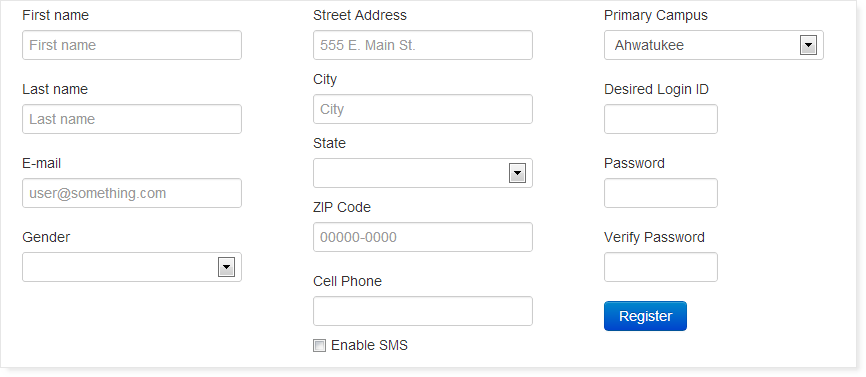 First name
First name
Last name
Last name
E-mail
user@something.com
Gender
Street Address
555 E. Main St.
City
City
State
ZIP Code
00000-0000
Cell Phone
Enable SMS
Primary Campus
Ahwatukee
Desired Login ID
Password
Verify Password
Register